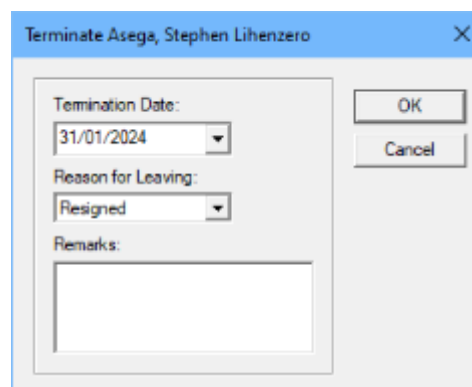 Terminate Asega, Stephen Lihenzero
Termination Date:
31/01/2024
OK
Cancel
Reason for Leaving:
Resigned
Remarks: